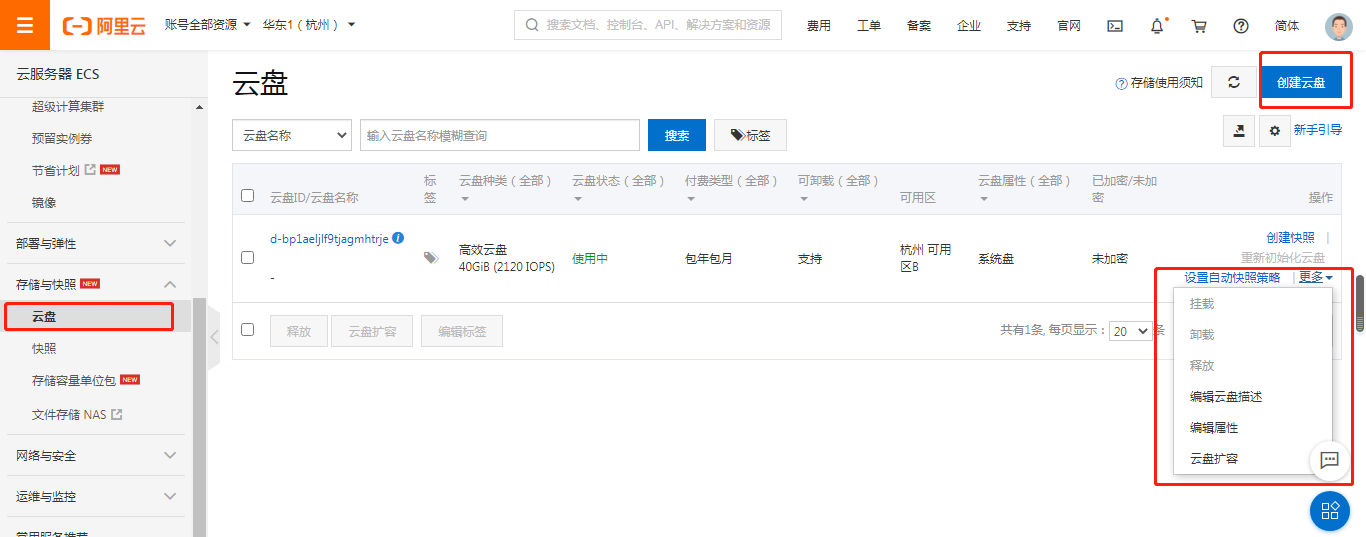 阿里云 账号全部资源 华东1（杭州） 搜索文档、控制台、API、解决方案和资源 费用 工单 备案 企业 支持 官网 简体
云服务器 ECS
超级计算集群
预留实例券
节省计划 NEW
镜像
部署与弹性
存储与快照 NEW
云盘
快照
存储容量单位包 NEW
文件存储 NAS
网络与安全
运维与监控
常用服务推荐
云盘
存储使用须知 创建云盘
云盘名称 输入云盘名称模糊查询 搜索 标签 新手引导
云盘ID/云盘名称 标签 云盘种类（全部） 云盘状态（全部） 付费类型（全部） 可卸载（全部） 可用区 云盘属性（全部） 已加密/未加密 操作
d-bp1aeljlf9tjagmhtrje
-
高效云盘
40GiB (2120 IOPS)
使用中
包年包月
支持
杭州 可用
区B
系统盘
未加密
创建快照 |
重新初始化云盘
设置自动快照策略 | 更多
释放 云盘扩容 编辑标签 共有1条, 每页显示： 20 条
挂载
卸载
释放
编辑云盘描述
编辑属性
云盘扩容